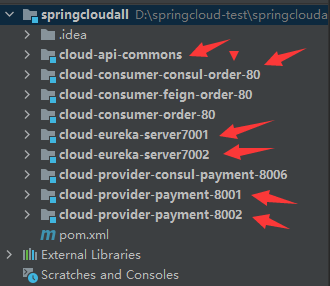 springcloudall D:\springcloud-test\springclouda
.idea
cloud-api-commons
cloud-consumer-consul-order-80
cloud-consumer-feign-order-80
cloud-consumer-order-80
cloud-eureka-server7001
cloud-eureka-server7002
cloud-provider-consul-payment-8006
cloud-provider-payment-8001
cloud-provider-payment-8002
m pom.xml
External Libraries
Scratches and Consoles